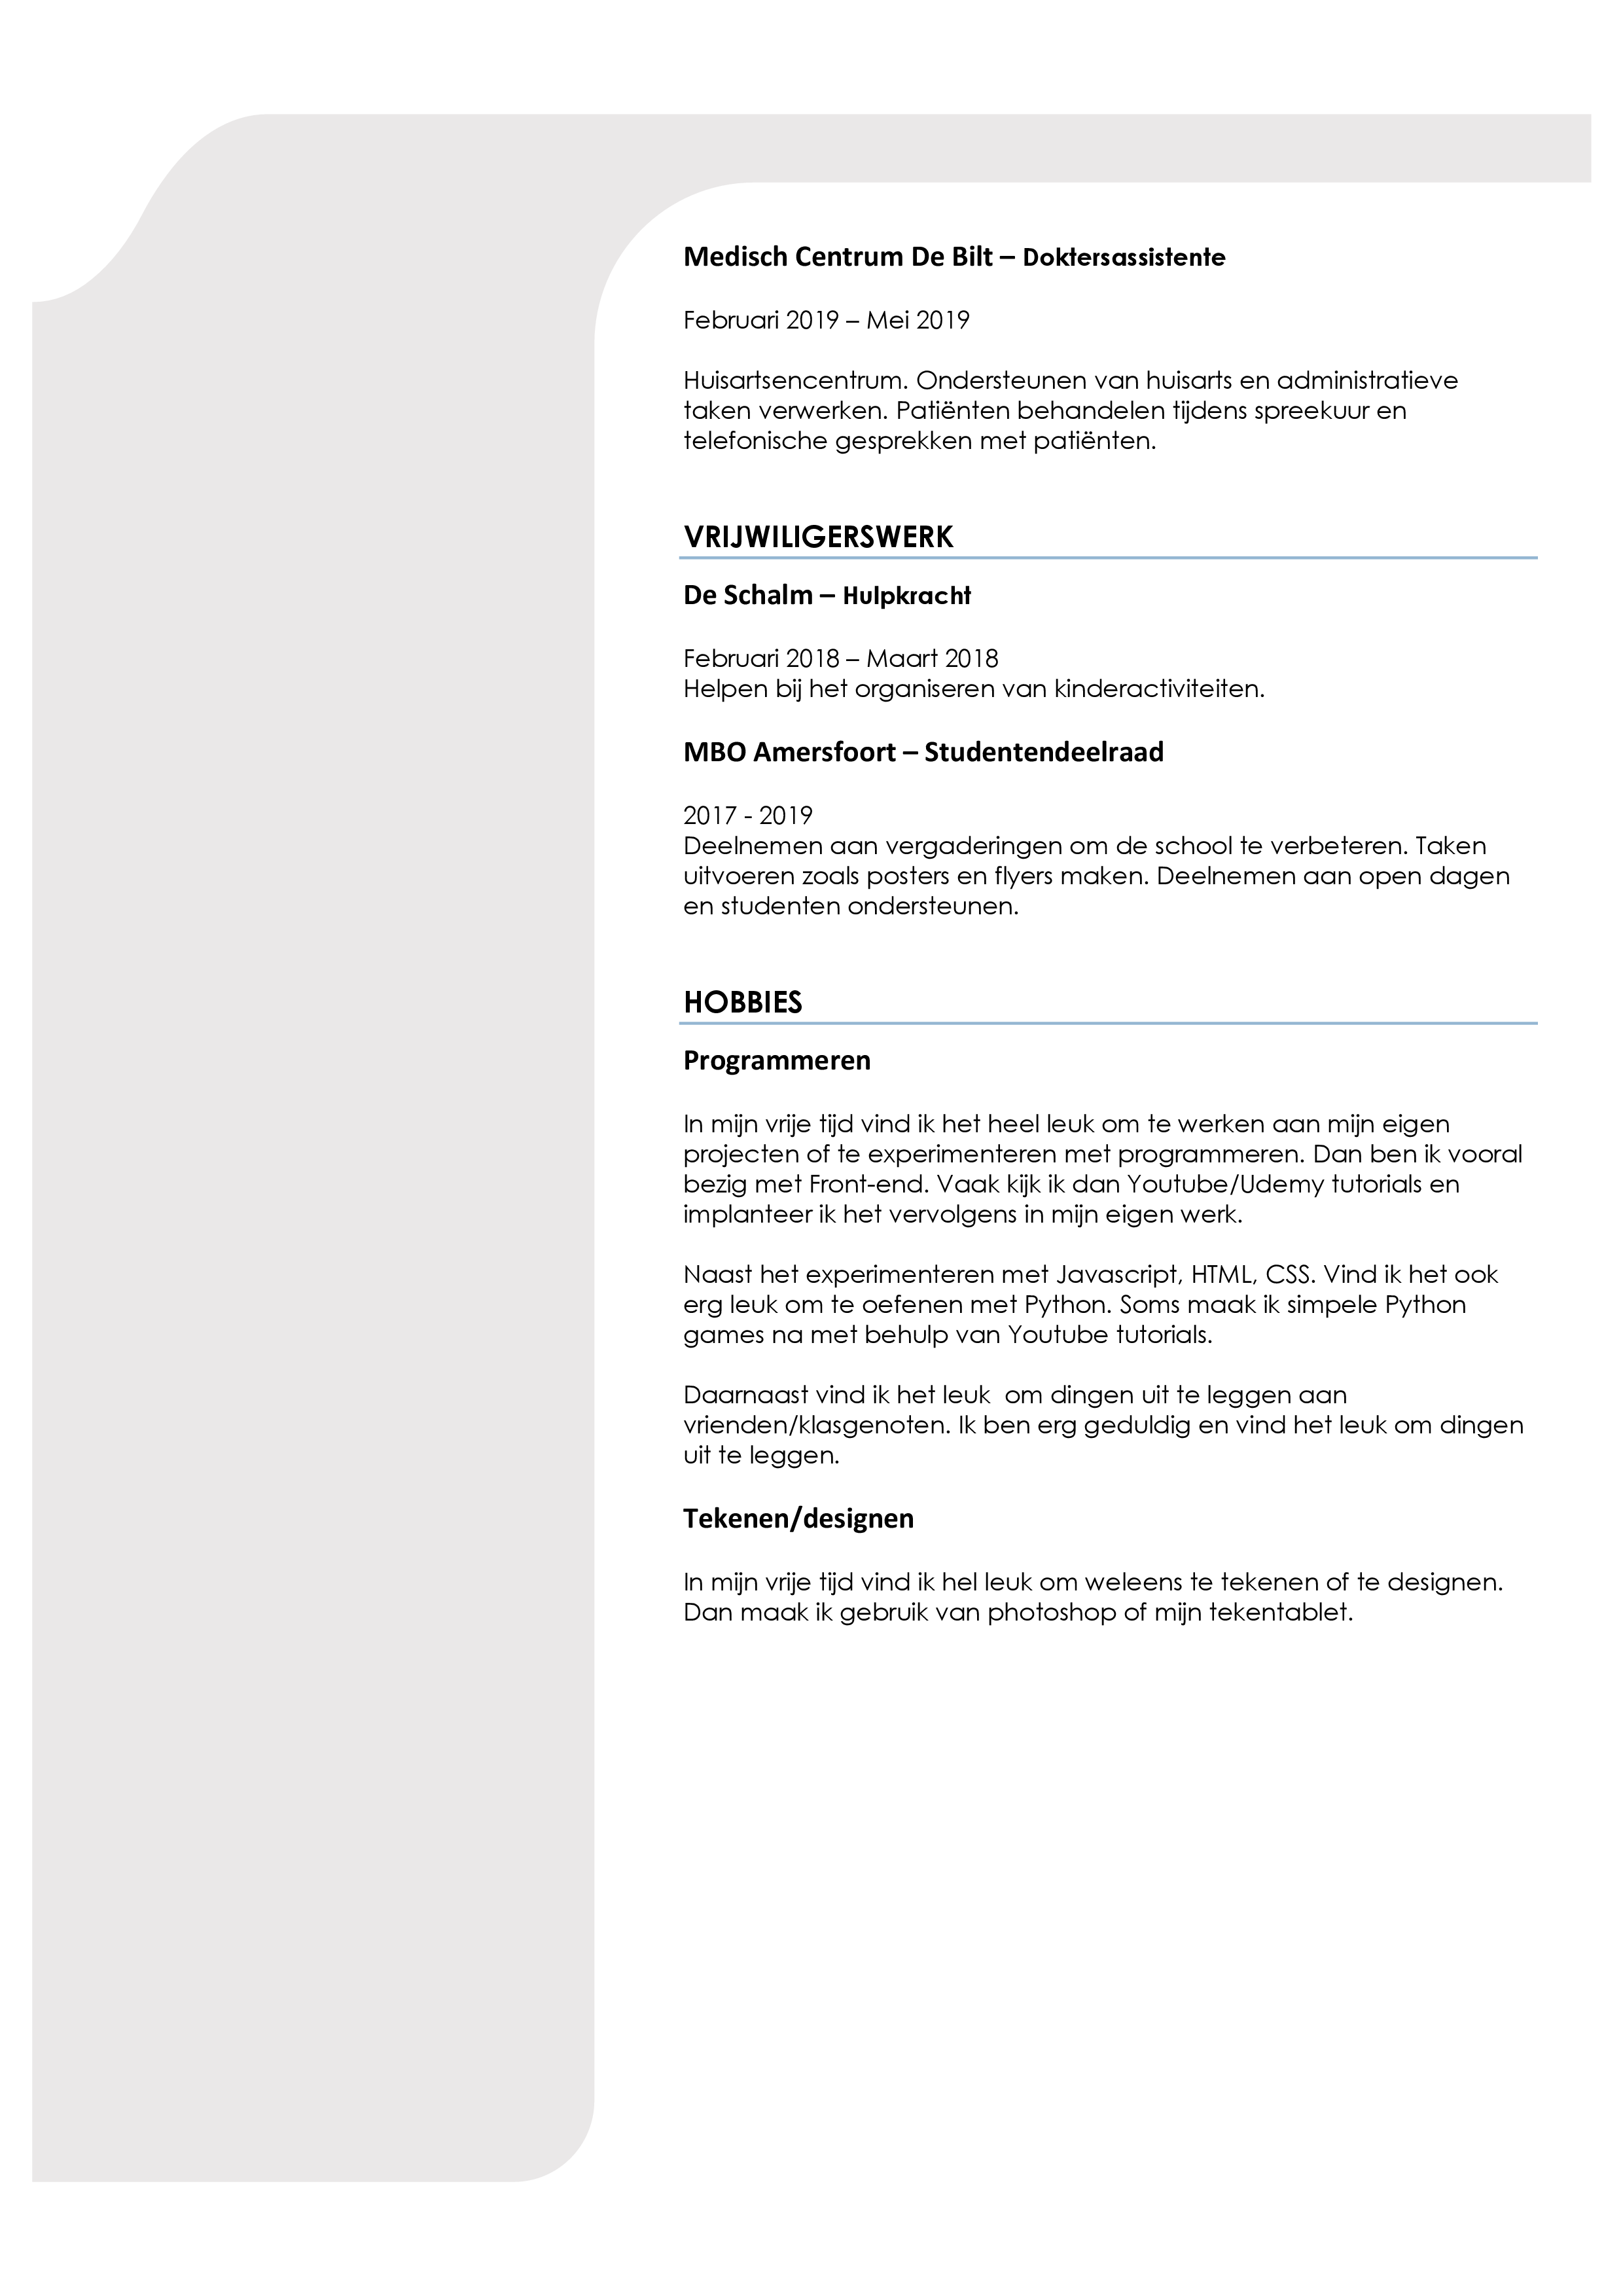 Medisch Centrum De Bilt – Doktersassistente
Februari 2019 – Mei 2019
Huisartsencentrum. Ondersteunen van huisarts en administratieve
taken verwerken. Patiënten behandelen tijdens spreekuur en
telefonische gesprekken met patiënten.
VRIJWILIGERSWERK
De Schalm – Hulpkracht
Februari 2018 – Maart 2018
Helpen bij het organiseren van kinderactiviteiten.
MBO Amersfoort – Studentendeelraad
2017 - 2019
Deelnemen aan vergaderingen om de school te verbeteren. Taken
uitvoeren zoals posters en flyers maken. Deelnemen aan open dagen
en studenten ondersteunen.
HOBBIES
Programmeren
In mijn vrije tijd vind ik het heel leuk om te werken aan mijn eigen
projecten of te experimenteren met programmeren. Dan ben ik vooral
bezig met Front-end. Vaak kijk ik dan Youtube/Udemy tutorials en
implanteer ik het vervolgens in mijn eigen werk.
Naast het experimenteren met Javascript, HTML, CSS. Vind ik het ook
erg leuk om te oefenen met Python. Soms maak ik simpele Python
games na met behulp van Youtube tutorials.
Daarnaast vind ik het leuk  om dingen uit te leggen aan
vrienden/klasgenoten. Ik ben erg geduldig en vind het leuk om dingen
uit te leggen.
Tekenen/designen
In mijn vrije tijd vind ik hel leuk om weleens te tekenen of te designen.
Dan maak ik gebruik van photoshop of mijn tekentablet.